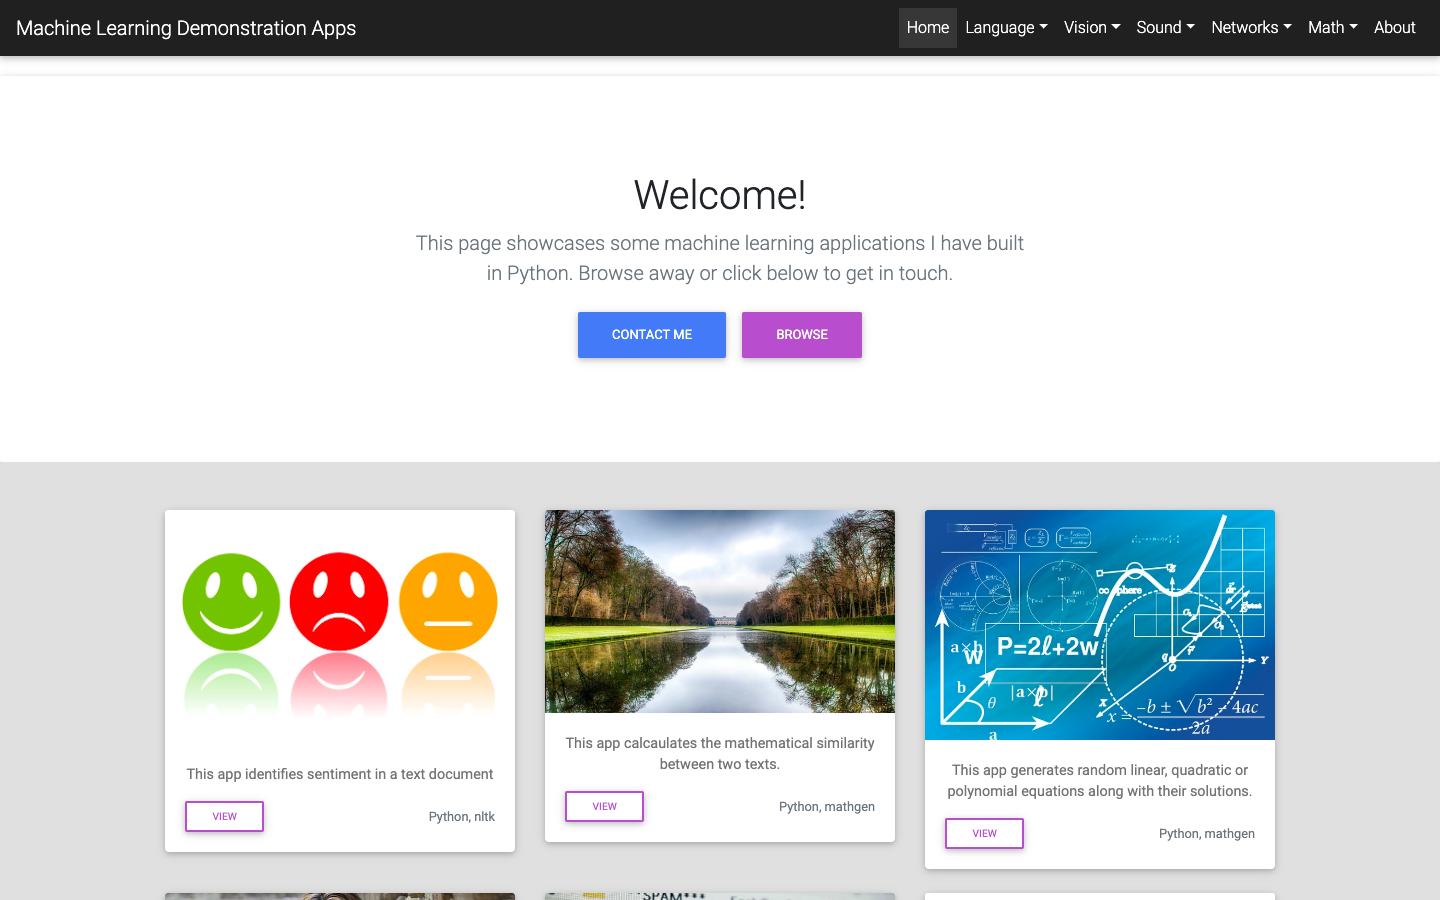 Machine Learning Demonstration Apps
Home Language Vision Sound Networks Math About
Welcome!
This page showcases some machine learning applications I have built
in Python. Browse away or click below to get in touch.
CONTACT ME BROWSE
This app identifies sentiment in a text document
VIEW Python, nltk
This app calcaulates the mathematical similarity
between two texts.
VIEW Python, mathgen
∞ sphere
P=2ℓ+2w
a×b
w
b
|a×b|
ℓ
θ
a
q
O
Y
X
x = −b ± √b² − 4ac
2a
This app generates random linear, quadratic or
polynomial equations along with their solutions.
VIEW Python, mathgen
SPAM***